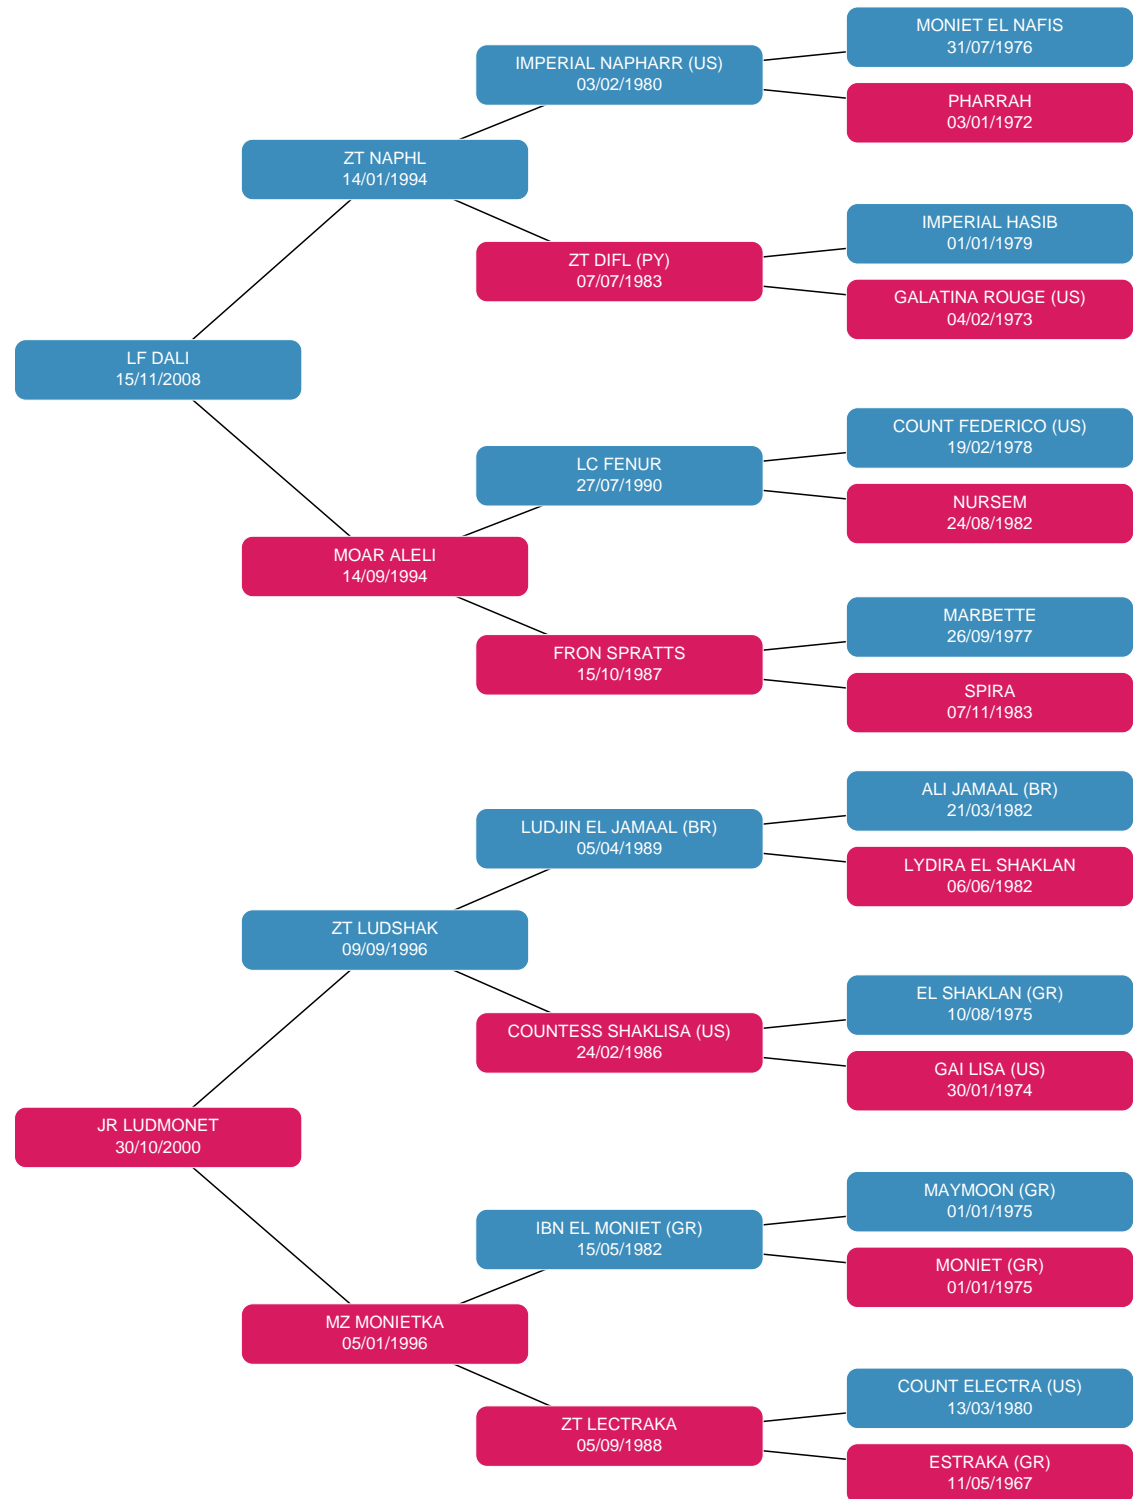 MONIET EL NAFIS
31/07/1976
IMPERIAL NAPHARR (US)
03/02/1980
PHARRAH
03/01/1972
ZT NAPHL
14/01/1994
IMPERIAL HASIB
01/01/1979
ZT DIFL (PY)
07/07/1983
GALATINA ROUGE (US)
04/02/1973
LF DALI
15/11/2008
COUNT FEDERICO (US)
19/02/1978
LC FENUR
27/07/1990
NURSEM
24/08/1982
MOAR ALELI
14/09/1994
MARBETTE
26/09/1977
FRON SPRATTS
15/10/1987
SPIRA
07/11/1983
ALI JAMAAL (BR)
21/03/1982
LUDJIN EL JAMAAL (BR)
05/04/1989
LYDIRA EL SHAKLAN
06/06/1982
ZT LUDSHAK
09/09/1996
EL SHAKLAN (GR)
10/08/1975
COUNTESS SHAKLISA (US)
24/02/1986
GAI LISA (US)
30/01/1974
JR LUDMONET
30/10/2000
MAYMOON (GR)
01/01/1975
IBN EL MONIET (GR)
15/05/1982
MONIET (GR)
01/01/1975
MZ MONIETKA
05/01/1996
COUNT ELECTRA (US)
13/03/1980
ZT LECTRAKA
05/09/1988
ESTRAKA (GR)
11/05/1967